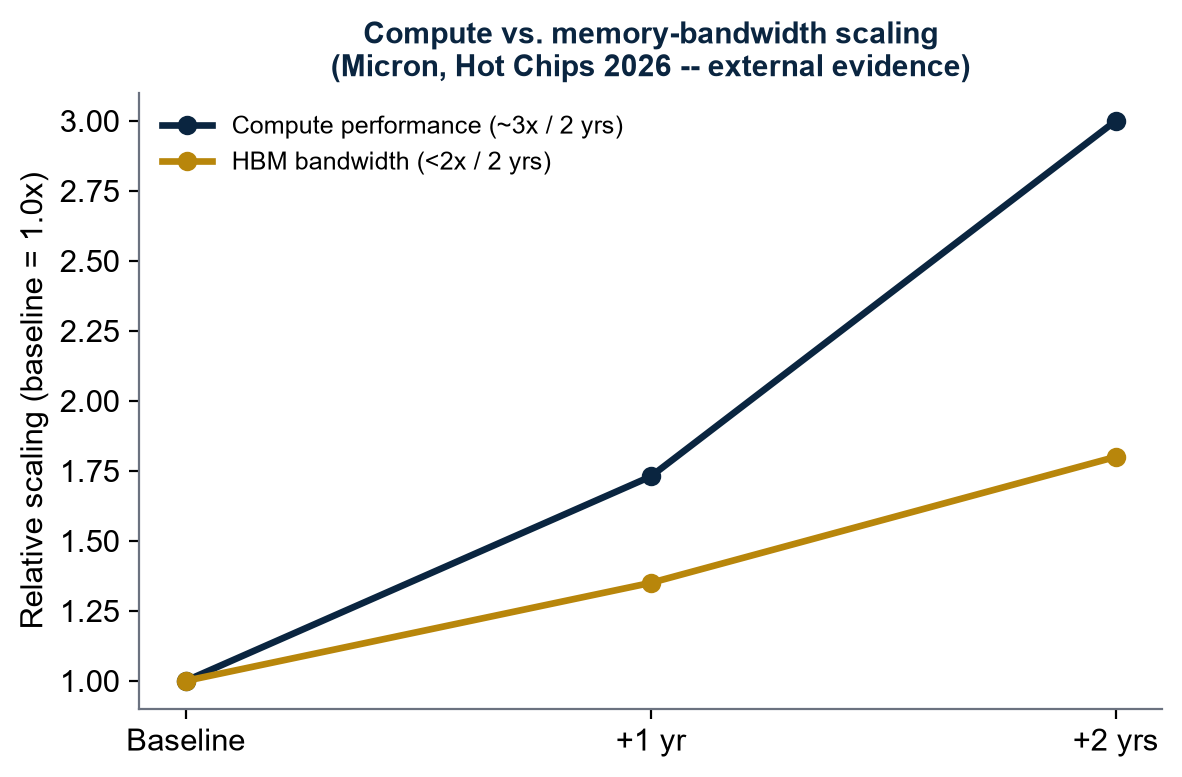 Compute vs. memory-bandwidth scaling
(Micron, Hot Chips 2026 -- external evidence)
Compute performance (~3x / 2 yrs)
HBM bandwidth (<2x / 2 yrs)
Relative scaling (baseline = 1.0x)
3.00
2.75
2.50
2.25
2.00
1.75
1.50
1.25
1.00
Baseline
+1 yr
+2 yrs